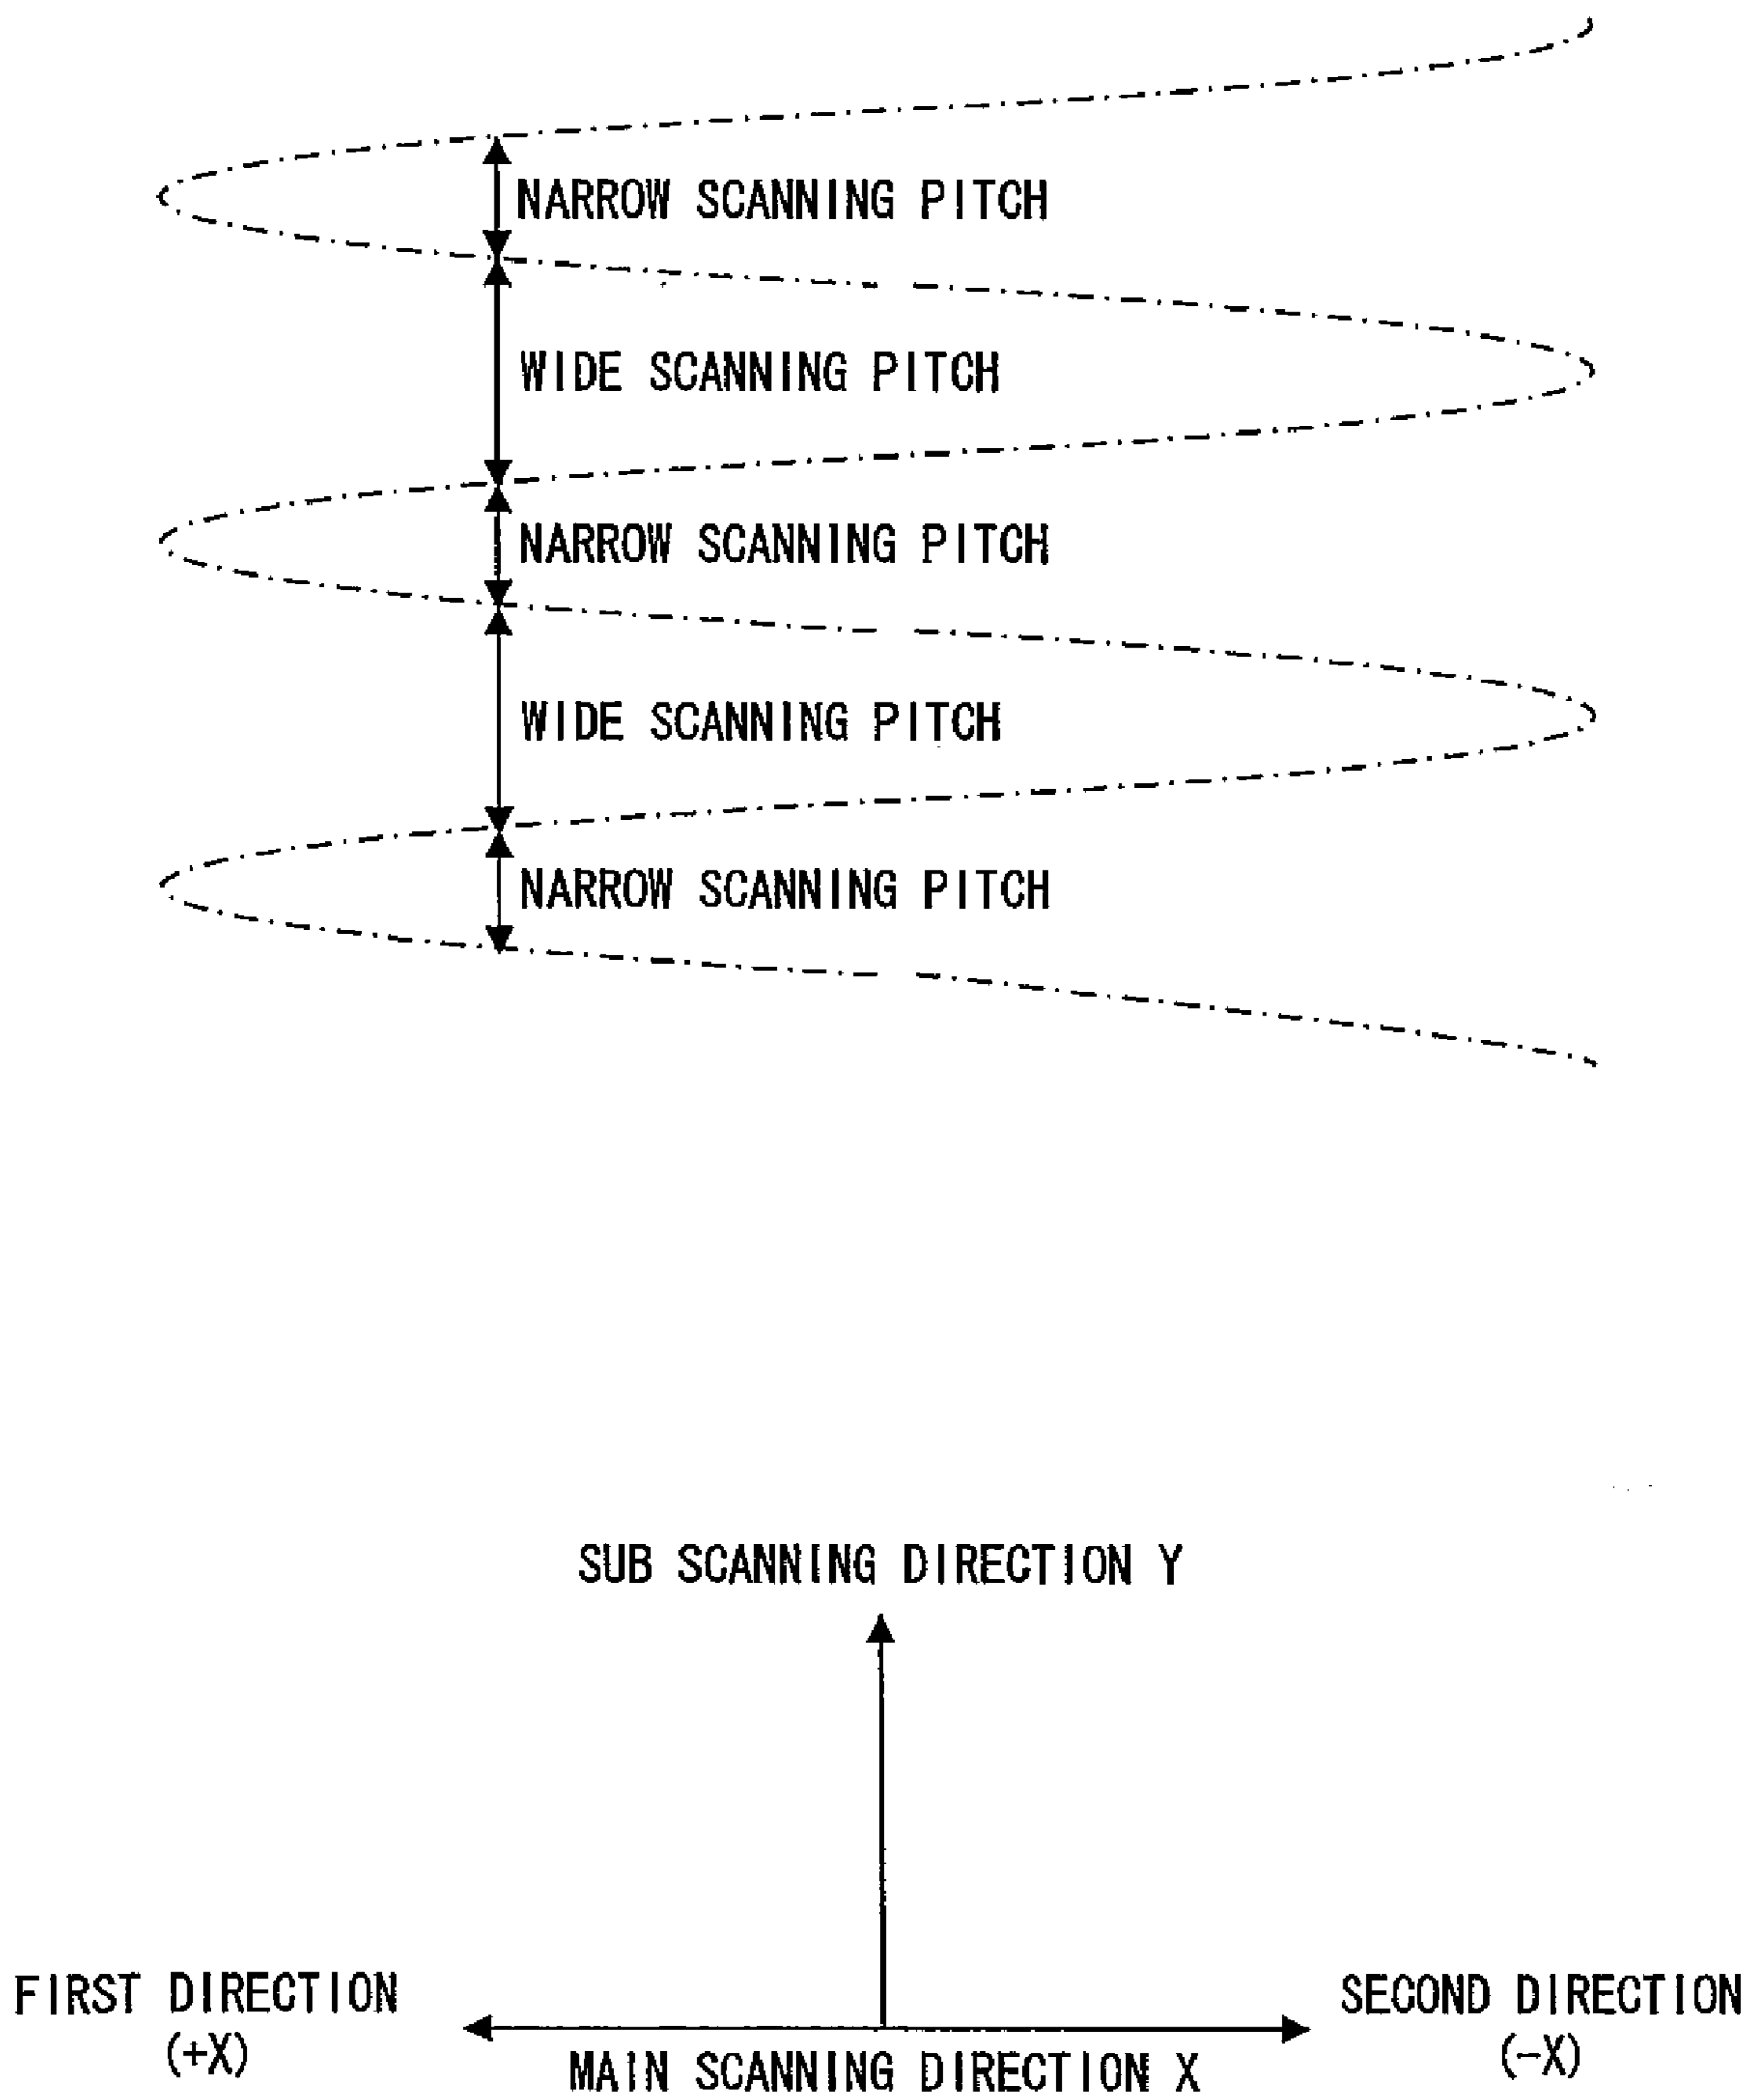 NARROW SCANNING PITCH
WIDE SCANNING PITCH
NARROW SCANNING PITCH
WIDE SCANNING PITCH
NARROW SCANNING PITCH
SUB SCANNING DIRECTION Y
FIRST DIRECTION
(+X)
MAIN SCANNING DIRECTION X
SECOND DIRECTION
(-X)